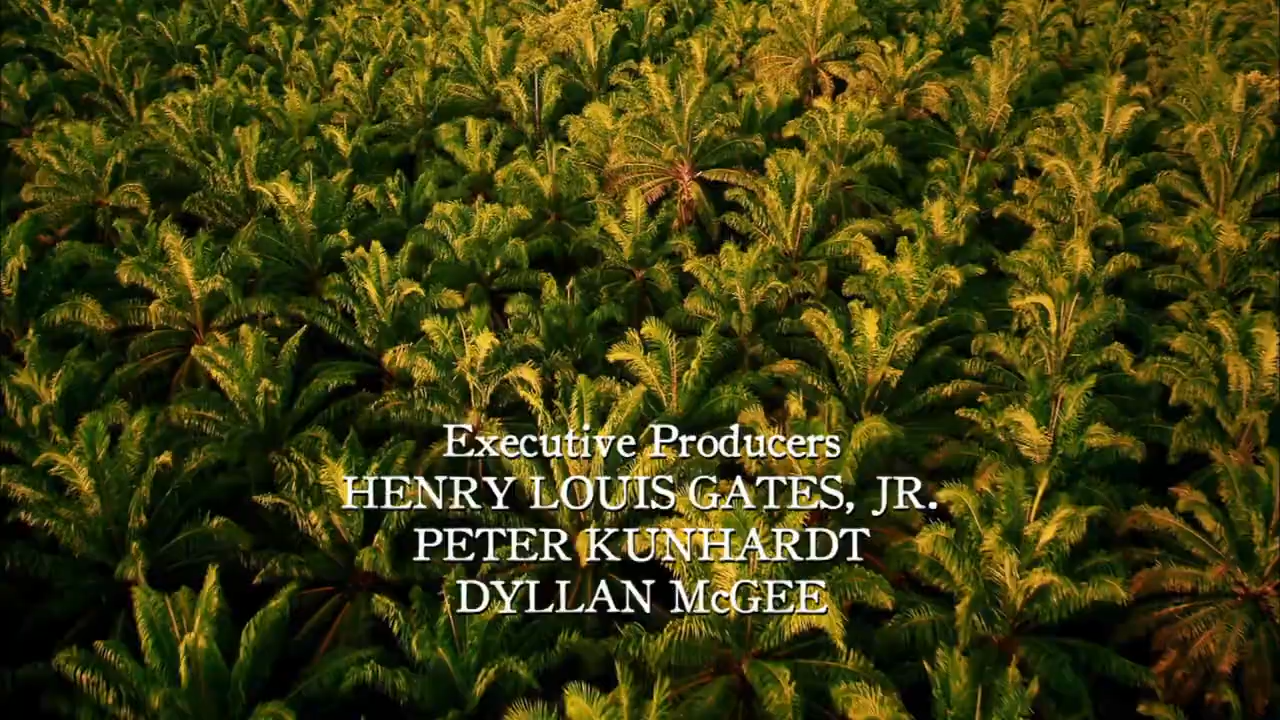 Executive Producers
HENRY LOUIS GATES, JR.
PETER KUNHARDT
DYLLAN McGEE